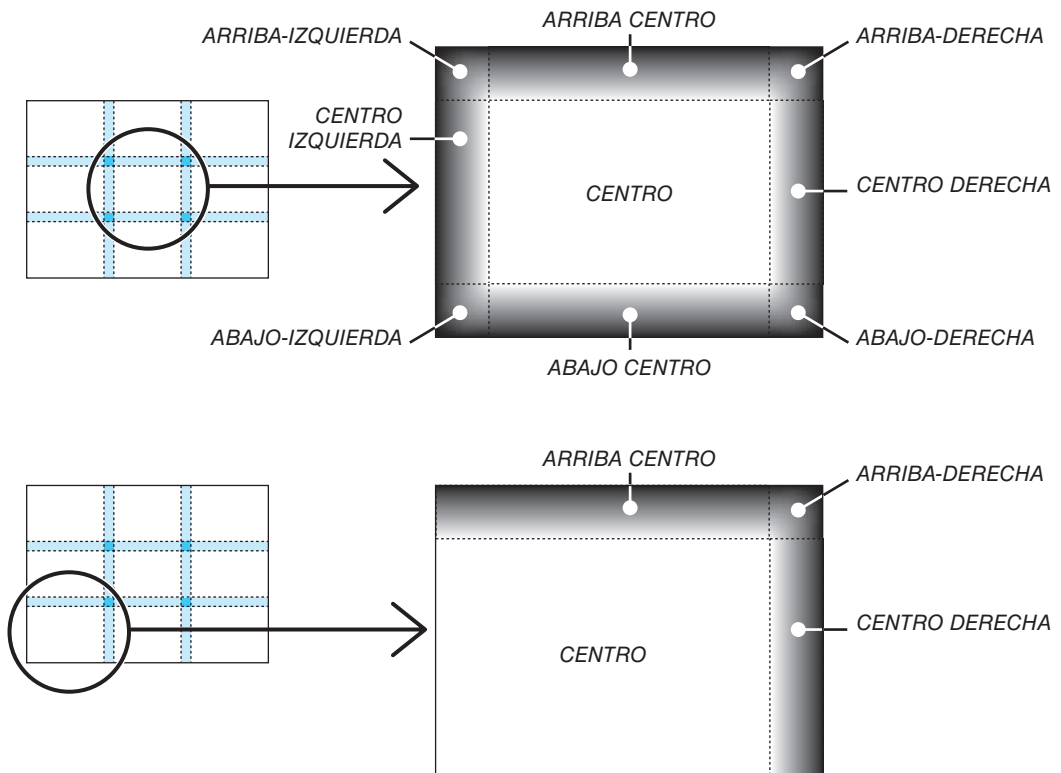 ARRIBA CENTRO
ARRIBA-IZQUIERDA
ARRIBA-DERECHA
CENTRO
IZQUIERDA
CENTRO
CENTRO DERECHA
ABAJO-IZQUIERDA
ABAJO-DERECHA
ABAJO CENTRO
ARRIBA CENTRO
ARRIBA-DERECHA
CENTRO DERECHA
CENTRO